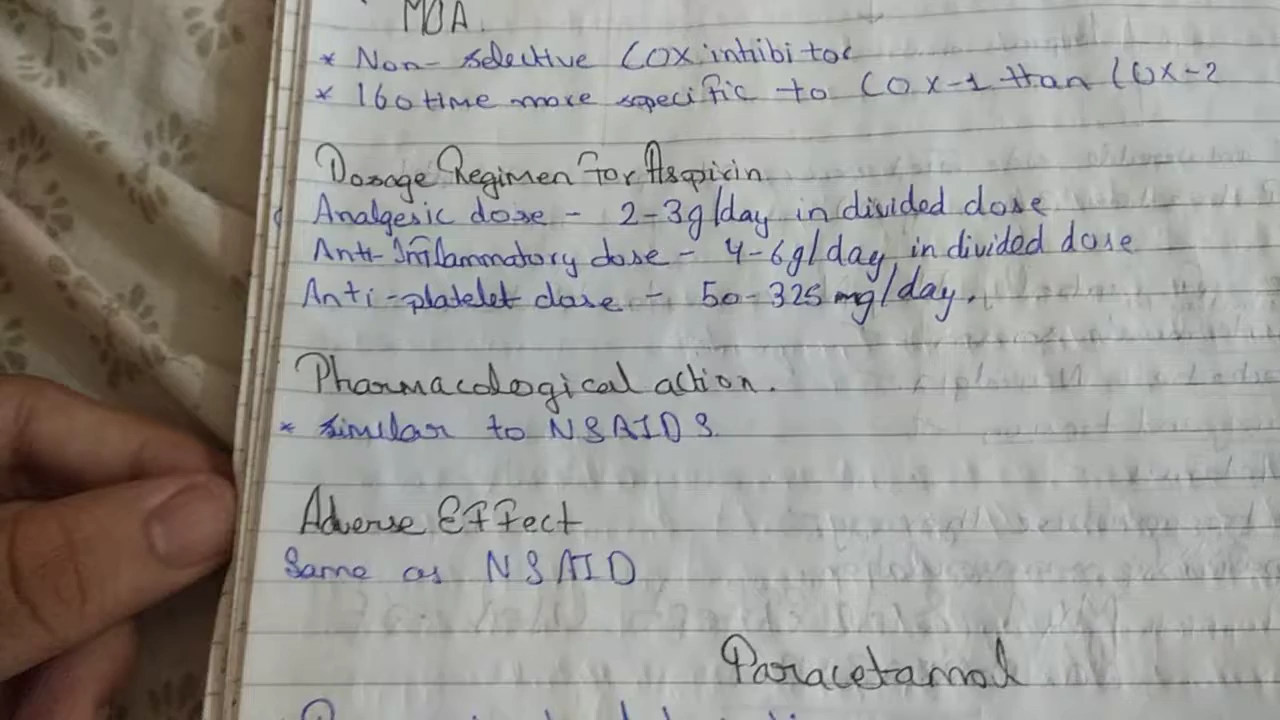 MOA.
* Non-selective COX inhibitor
* 160 time more specific to COX-1 than COX-2
Dosage Regimen for Aspirin
Analgesic dose - 2-3g/day in divided dose
Anti-Inflammatory dose - 4-6g/day in divided dose
Anti-platelet dose - 50-325 mg/day.
Pharmacological action.
* similar to NSAIDS
Adverse Effect
Same as NSAID
Paracetamol